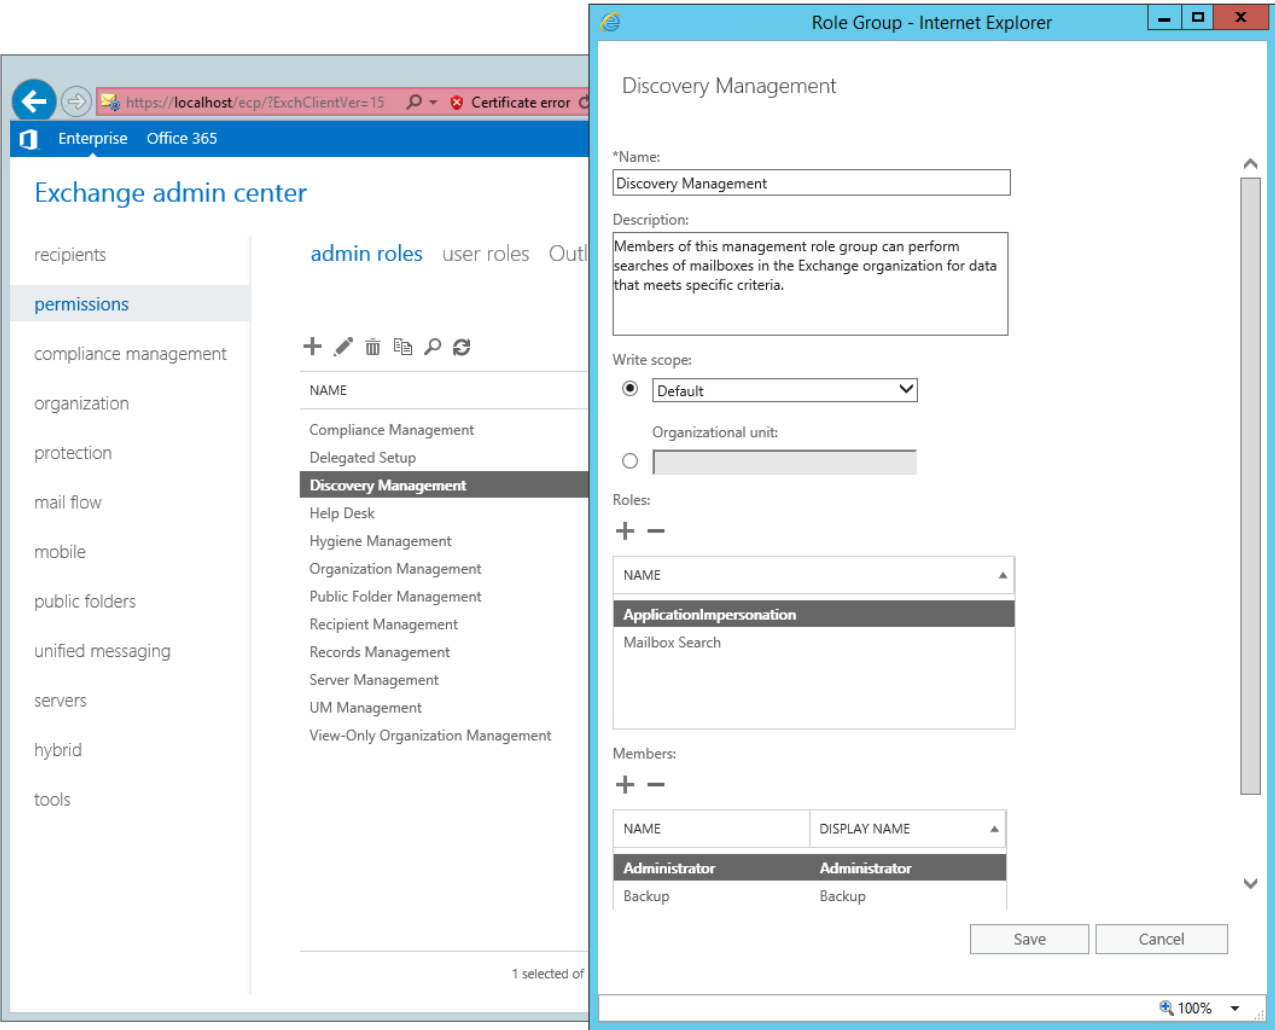 https://localhost/ecp/?ExchClientVer=15
Certificate error
Enterprise
Office 365
Exchange admin center
recipients
permissions
compliance management
organization
protection
mail flow
mobile
public folders
unified messaging
servers
hybrid
tools
admin roles
user roles
Outl
NAME
Compliance Management
Delegated Setup
Discovery Management
Help Desk
Hygiene Management
Organization Management
Public Folder Management
Recipient Management
Records Management
Server Management
UM Management
View-Only Organization Management
1 selected of
Role Group - Internet Explorer
Discovery Management
*Name:
Discovery Management
Description:
Members of this management role group can perform
searches of mailboxes in the Exchange organization for data
that meets specific criteria.
Write scope:
Default
Organizational unit:
Roles:
NAME
ApplicationImpersonation
Mailbox Search
Members:
NAME DISPLAY NAME
Administrator Administrator
Backup Backup
Save
Cancel
100%